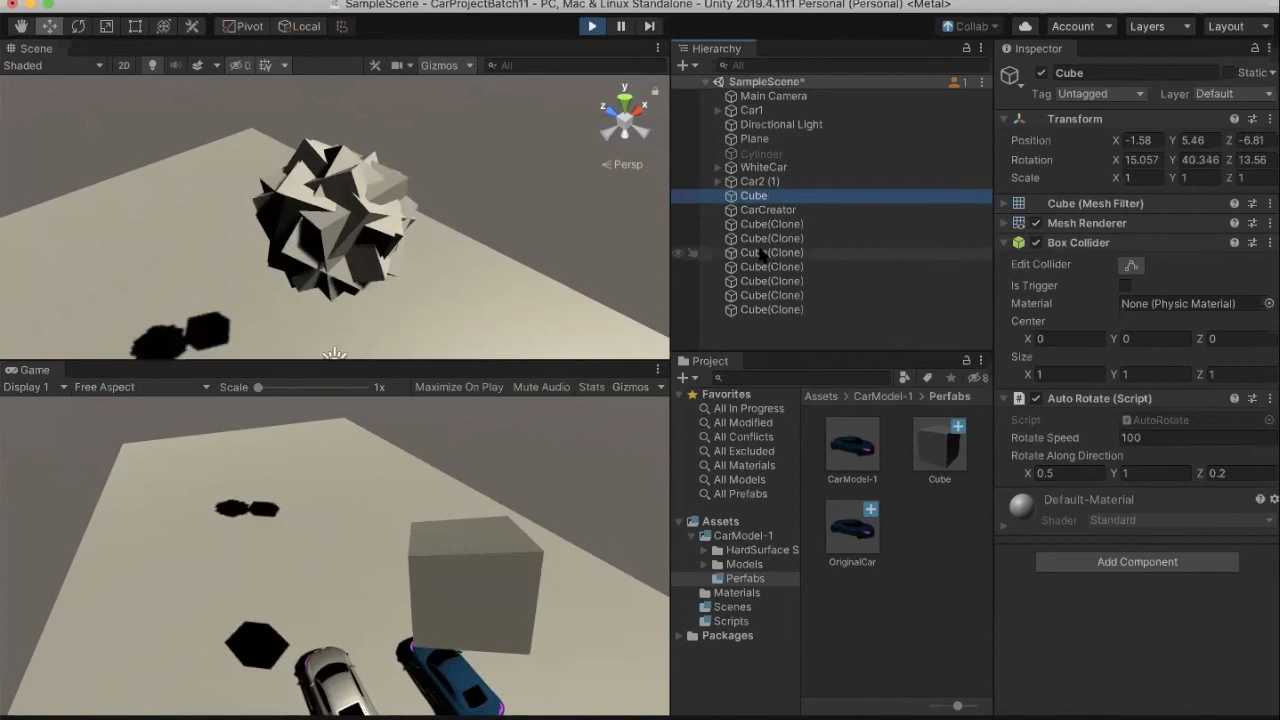 SampleScene - CarProjectBatch11 - PC, Mac & Linux Standalone - Unity 2019.4.11f1 Personal (Personal) <Metal>
Pivot Local Collab Account Layers Layout
Scene
Shaded 2D 0 Gizmos All
y
z x
Persp
Game
Display 1 Free Aspect Scale 1x Maximize On Play Mute Audio Stats Gizmos
Hierarchy
All
SampleScene* 1
Main Camera
Car1
Directional Light
Plane
Cylinder
WhiteCar
Car2 (1)
Cube
CarCreator
Cube(Clone)
Cube(Clone)
Cube(Clone)
Cube(Clone)
Cube(Clone)
Cube(Clone)
Cube(Clone)
Project
8
Favorites
All In Progress
All Modified
All Conflicts
All Excluded
All Materials
All Models
All Prefabs
Assets
CarModel-1
HardSurface S
Models
Perfabs
Materials
Scenes
Scripts
Packages
Assets CarModel-1 Perfabs
CarModel-1 Cube
OriginalCar
Inspector
Cube Static
Tag Untagged Layer Default
Transform
Position X -1.58 Y 5.46 Z -6.81
Rotation X 15.057 Y 40.346 Z 13.56
Scale X 1 Y 1 Z 1
Cube (Mesh Filter)
Mesh Renderer
Box Collider
Edit Collider
Is Trigger
Material None (Physic Material)
Center
X 0 Y 0 Z 0
Size
X 1 Y 1 Z 1
Auto Rotate (Script)
Script AutoRotate
Rotate Speed 100
Rotate Along Direction
X 0.5 Y 1 Z 0.2
Default-Material
Shader Standard
Add Component